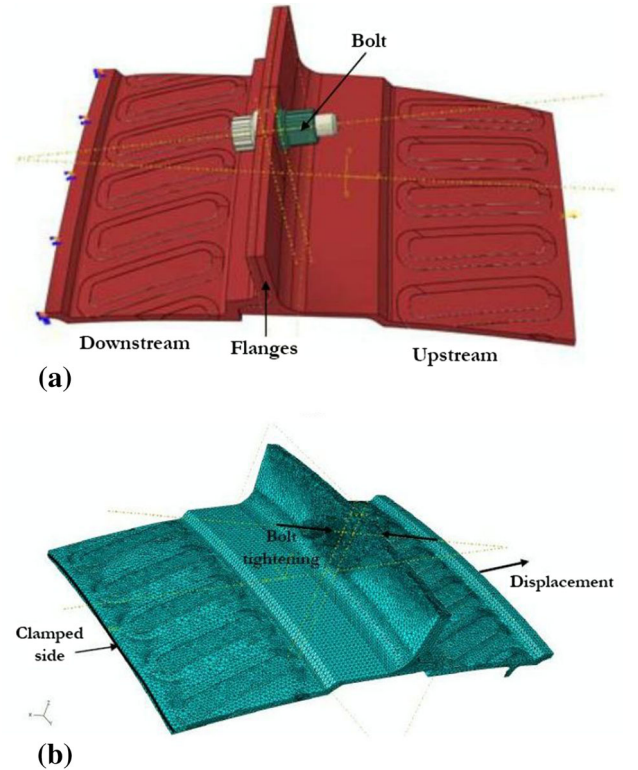 Bolt
Downstream
Flanges
Upstream
(a)
Bolt
tightening
Displacement
Clamped
side
(b)